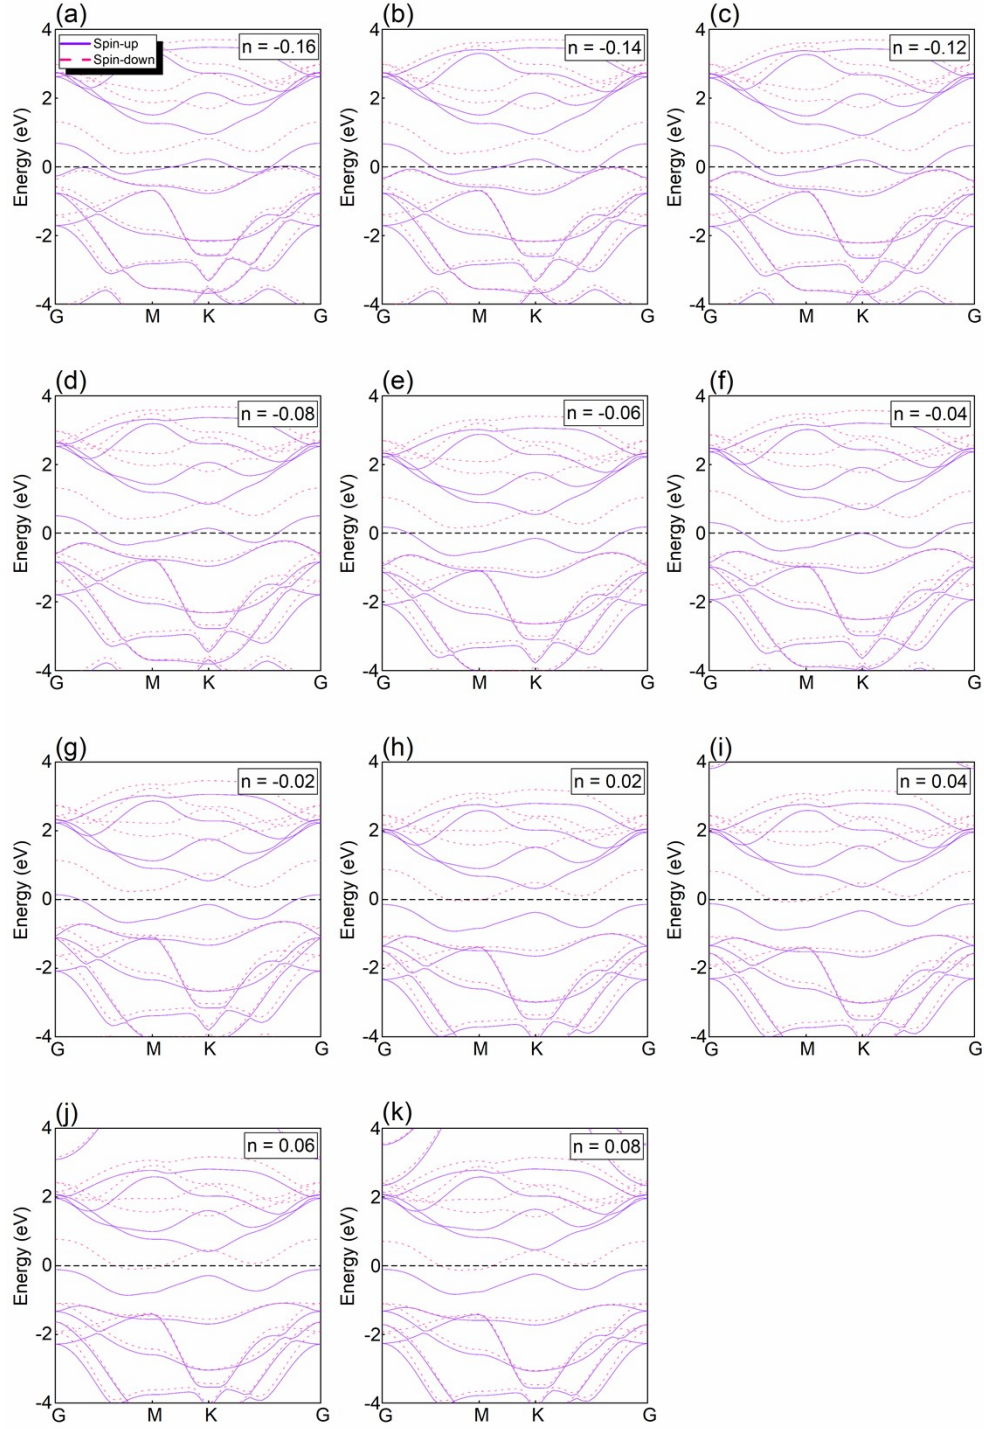 (a) (b) (c)
Spin-up
Spin-down
n = -0.16
n = -0.14
n = -0.12
Energy (eV)
4
2
0
-2
-4
G M K G
Energy (eV)
4
2
0
-2
-4
G M K G
Energy (eV)
4
2
0
-2
-4
G M K G
(d) (e) (f)
n = -0.08
n = -0.06
n = -0.04
Energy (eV)
4
2
0
-2
-4
G M K G
Energy (eV)
4
2
0
-2
-4
G M K G
Energy (eV)
4
2
0
-2
-4
G M K G
(g) (h) (i)
n = -0.02
n = 0.02
n = 0.04
Energy (eV)
4
2
0
-2
-4
G M K G
Energy (eV)
4
2
0
-2
-4
G M K G
Energy (eV)
4
2
0
-2
-4
G M K G
(j) (k)
n = 0.06
n = 0.08
Energy (eV)
4
2
0
-2
-4
G M K G
Energy (eV)
4
2
0
-2
-4
G M K G